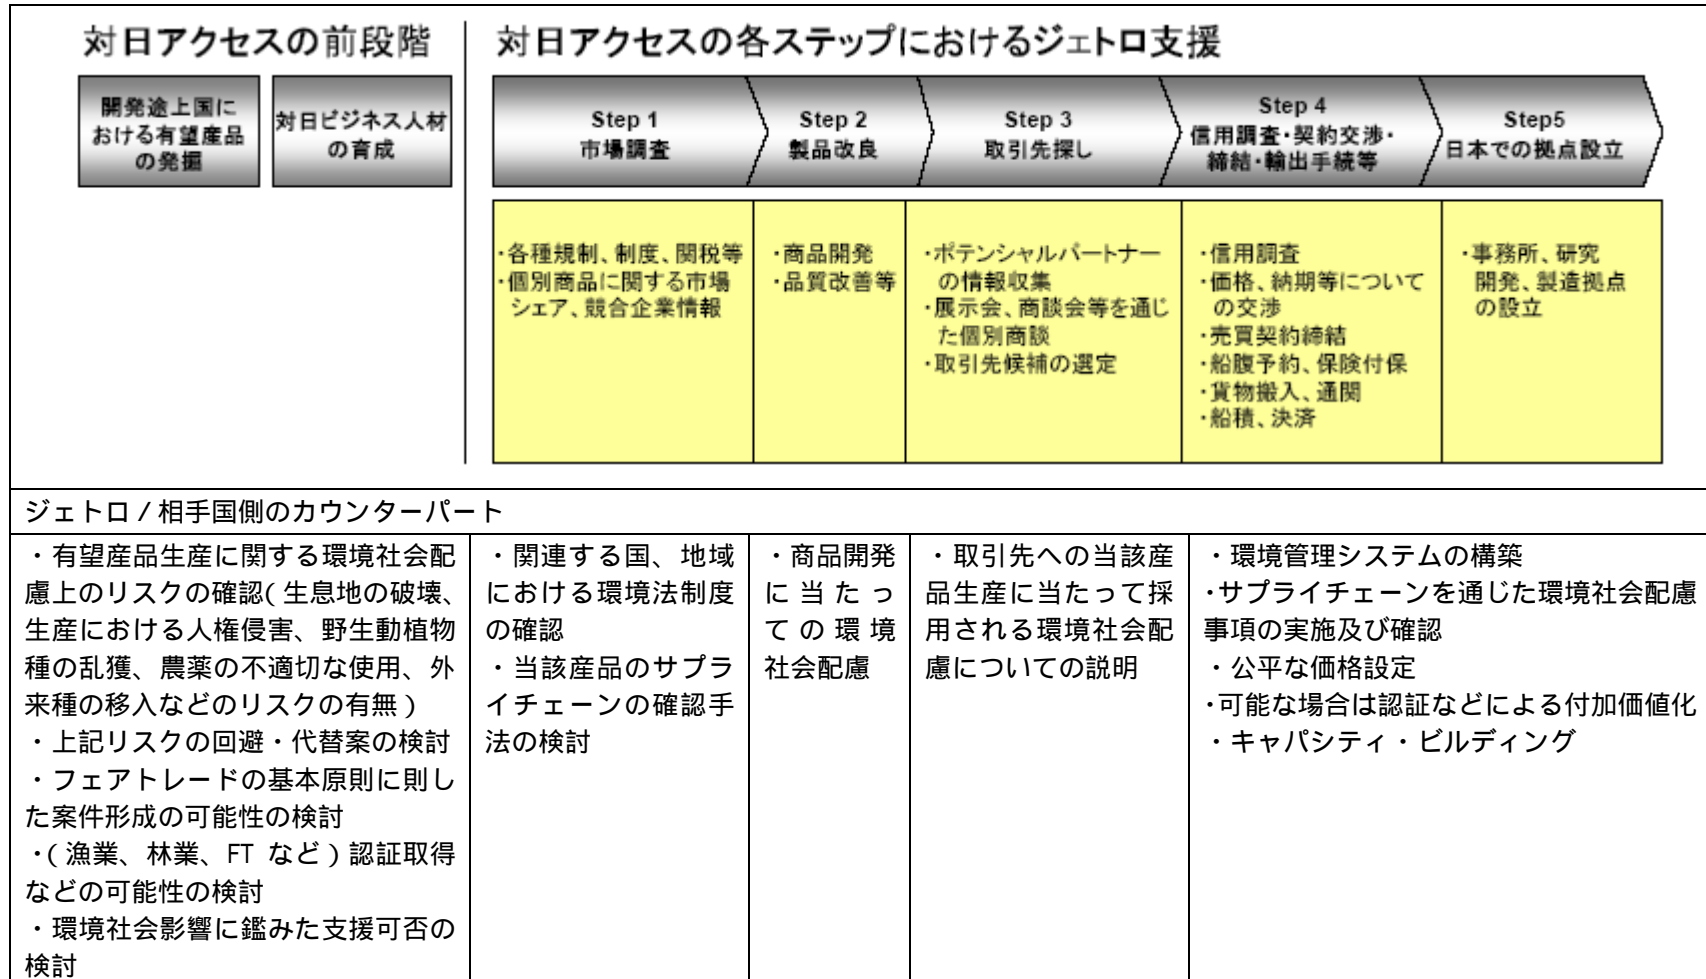 対日アクセスの前段階
対日アクセスの各ステップにおけるジェトロ支援
開発途上国に
おける有望産品
の発掘
対日ビジネス人材
の育成
Step 1
市場調査
Step 2
製品改良
Step 3
取引先探し
Step 4
信用調査・契約交渉・
締結・輸出手続等
Step5
日本での拠点設立
・各種規制、制度、関税等
・個別商品に関する市場
シェア、競合企業情報
・商品開発
・品質改善等
・ポテンシャルパートナー
の情報収集
・展示会、商談会等を通じ
た個別商談
・取引先候補の選定
・信用調査
・価格、納期等について
の交渉
・売買契約締結
・船腹予約、保険付保
・貨物搬入、通関
・船積、決済
・事務所、研究
開発、製造拠点
の設立
ジェトロ / 相手国側のカウンターパート
・有望産品生産に関する環境社会配
慮上のリスクの確認( 生息地の破壊、
生産における人権侵害、野生動植物
種の乱獲、農薬の不適切な使用、外
来種の移入などのリスクの有無 )
・上記リスクの回避・代替案の検討
・フェアトレードの基本原則に則し
た案件形成の可能性の検討
・( 漁業、林業、FT など ) 認証取得
などの可能性の検討
・環境社会影響に鑑みた支援可否の
検討
・関連する国、地域
における環境法制度
の確認
・当該産品のサプラ
イチェーンの確認手
法の検討
・商品開発
に当たっ
ての環境
社会配慮
・取引先への当該産
品生産に当たって採
用される環境社会配
慮についての説明
・環境管理システムの構築
・サプライチェーンを通じた環境社会配慮
事項の実施及び確認
・公平な価格設定
・可能な場合は認証などによる付加価値化
・キャパシティ・ビルディング